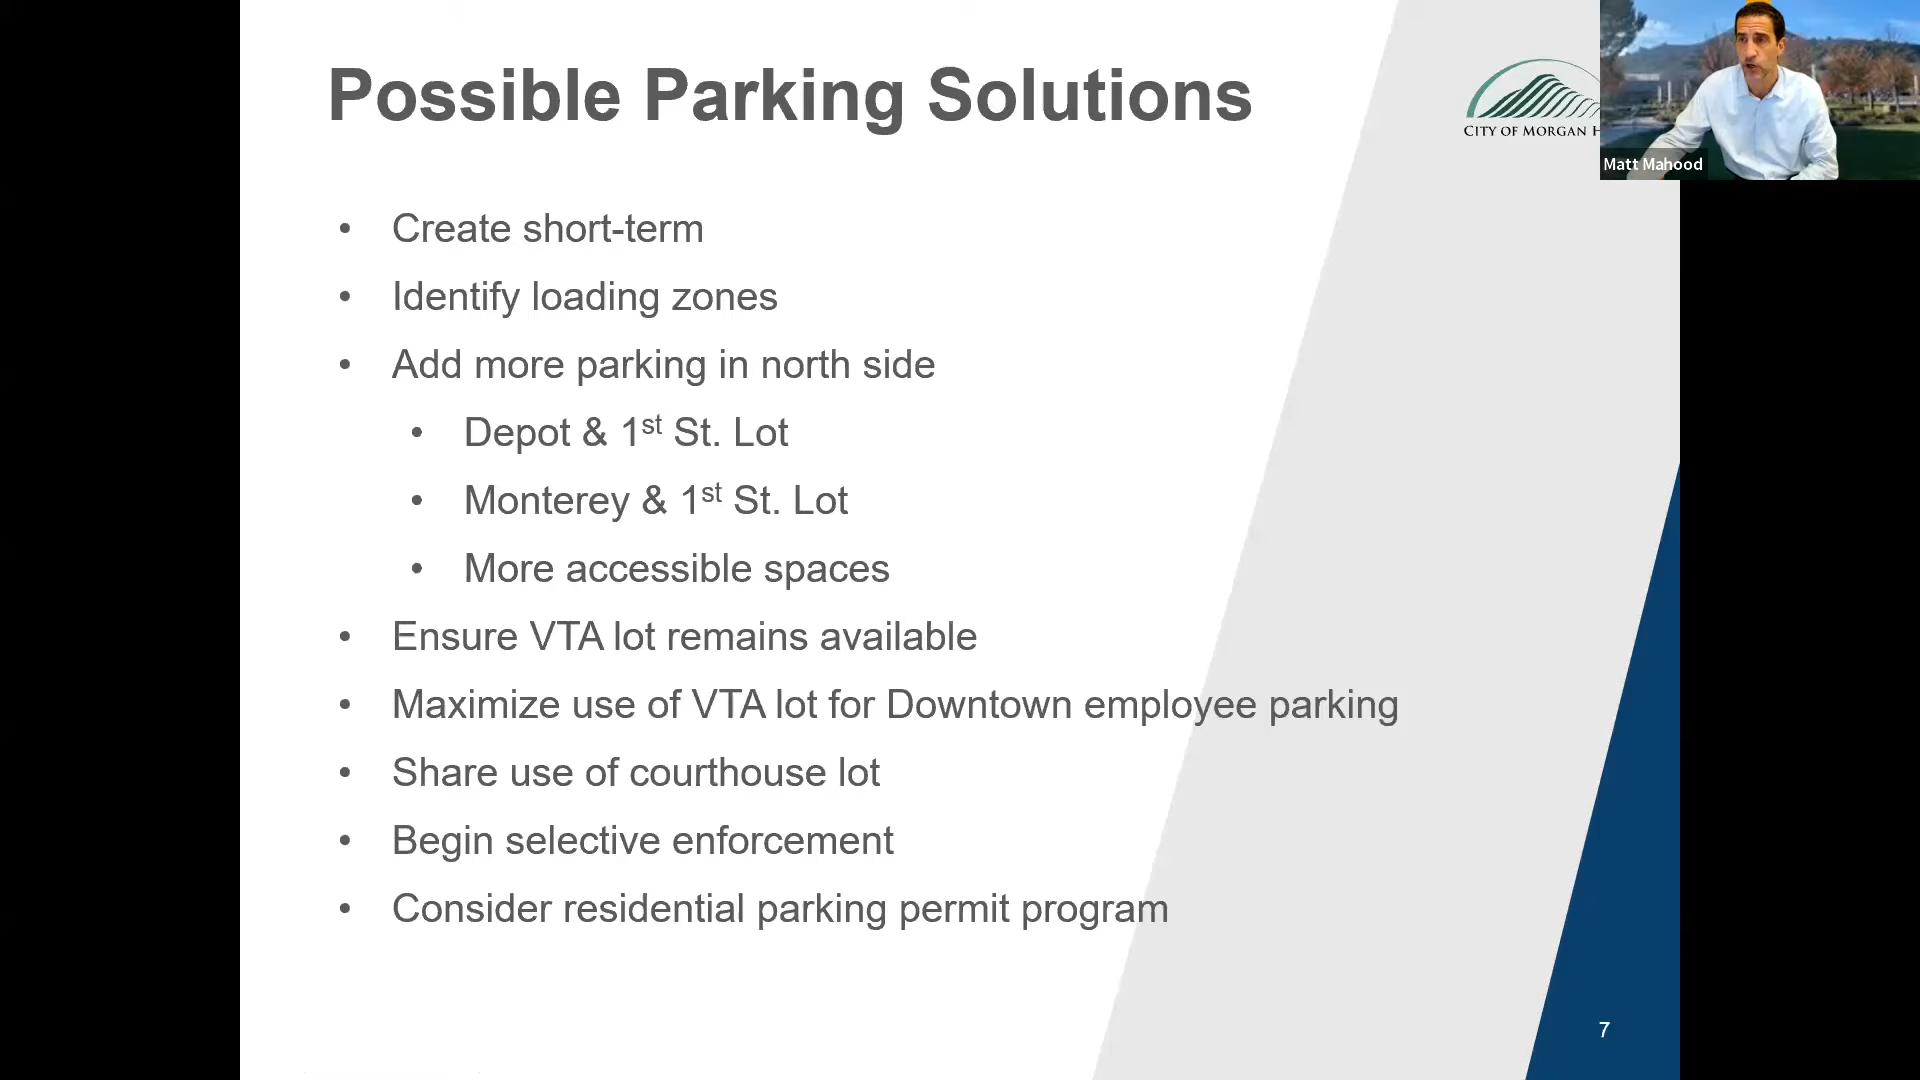 Possible Parking Solutions
CITY OF MORGAN H
Matt Mahood
• Create short-term
• Identify loading zones
• Add more parking in north side
• Depot & 1st St. Lot
• Monterey & 1st St. Lot
• More accessible spaces
• Ensure VTA lot remains available
• Maximize use of VTA lot for Downtown employee parking
• Share use of courthouse lot
• Begin selective enforcement
• Consider residential parking permit program
7